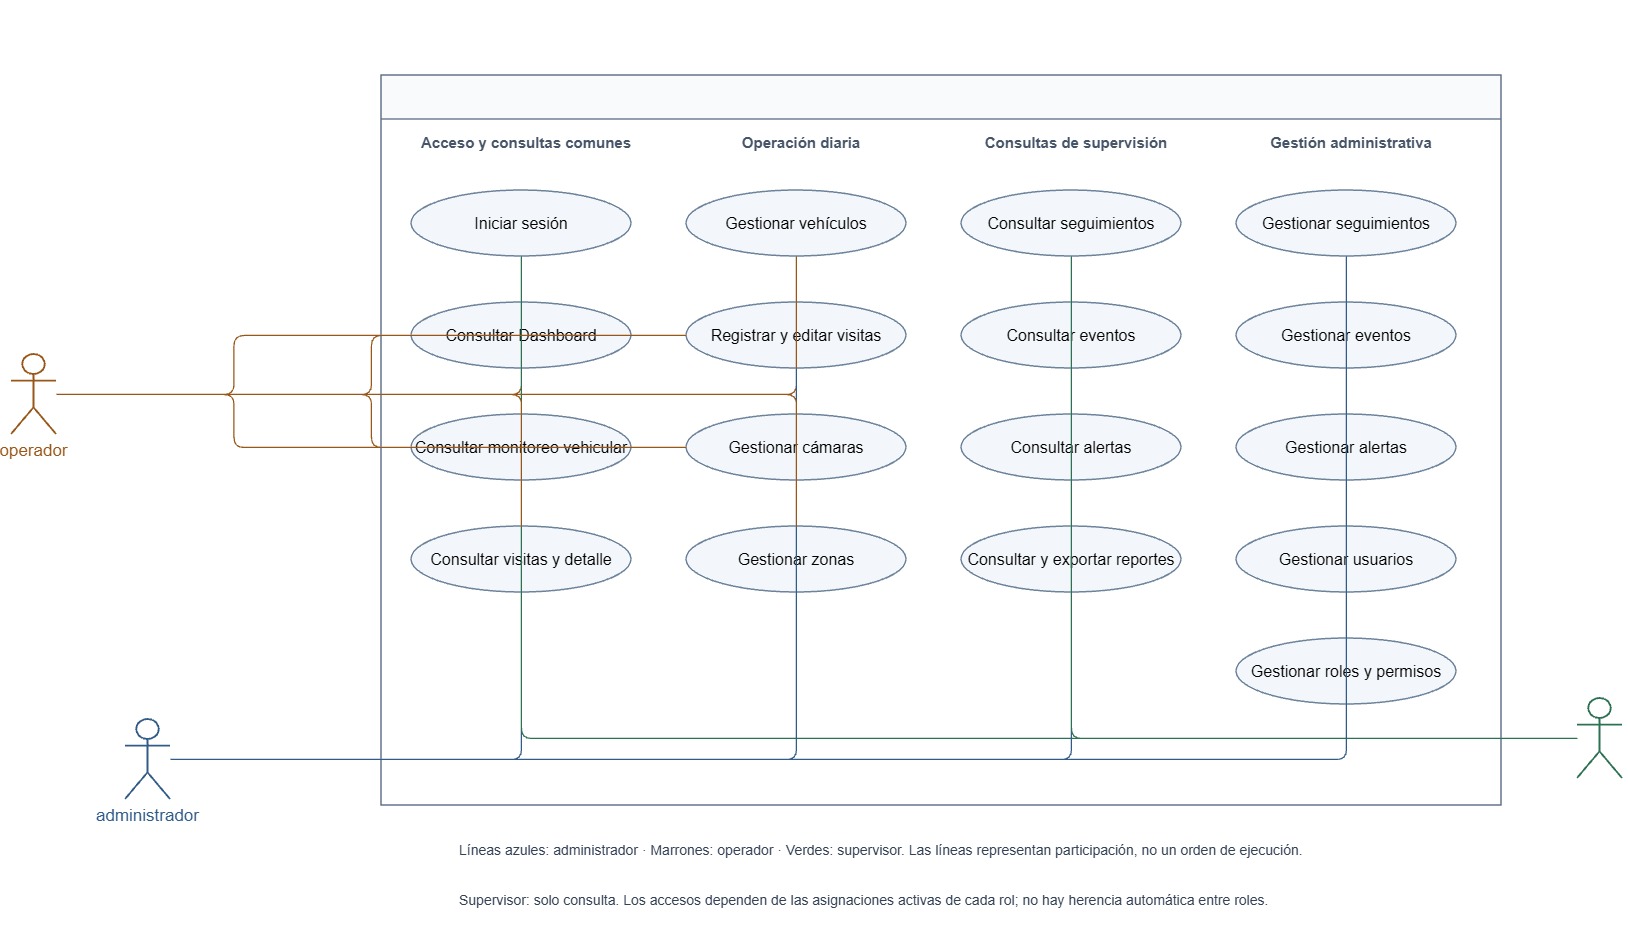 Acceso y consultas comunes
Operación diaria
Consultas de supervisión
Gestión administrativa
Iniciar sesión
Gestionar vehículos
Consultar seguimientos
Gestionar seguimientos
Consultar Dashboard
Registrar y editar visitas
Consultar eventos
Gestionar eventos
operador
Consultar monitoreo vehicular
Gestionar cámaras
Consultar alertas
Gestionar alertas
Consultar visitas y detalle
Gestionar zonas
Consultar y exportar reportes
Gestionar usuarios
Gestionar roles y permisos
administrador
Líneas azules: administrador · Marrones: operador · Verdes: supervisor. Las líneas representan participación, no un orden de ejecución.
Supervisor: solo consulta. Los accesos dependen de las asignaciones activas de cada rol; no hay herencia automática entre roles.